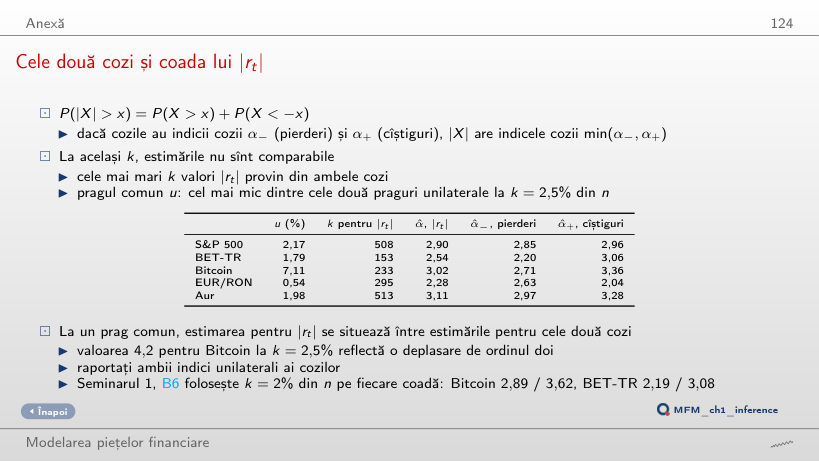 Anexă 124
Cele două cozi și coada lui |r_t|
P(|X| > x) = P(X > x) + P(X < −x)
dacă cozile au indicii cozii α₋ (pierderi) și α₊ (cîștiguri), |X| are indicele cozii min(α₋, α₊)
La același k, estimările nu sînt comparabile
cele mai mari k valori |r_t| provin din ambele cozi
pragul comun u: cel mai mic dintre cele două praguri unilaterale la k = 2,5% din n
u (%) k pentru |r_t| α̂, |r_t| α̂₋, pierderi α̂₊, cîștiguri
S&P 500 2,17 508 2,90 2,85 2,96
BET-TR 1,79 153 2,54 2,20 3,06
Bitcoin 7,11 233 3,02 2,71 3,36
EUR/RON 0,54 295 2,28 2,63 2,04
Aur 1,98 513 3,11 2,97 3,28
La un prag comun, estimarea pentru |r_t| se situează între estimările pentru cele două cozi
valoarea 4,2 pentru Bitcoin la k = 2,5% reflectă o deplasare de ordinul doi
raportați ambii indici unilaterali ai cozilor
Seminarul 1, B6 folosește k = 2% din n pe fiecare coadă: Bitcoin 2,89 / 3,62, BET-TR 2,19 / 3,08
Înapoi
MFM_ch1_inference
Modelarea piețelor financiare